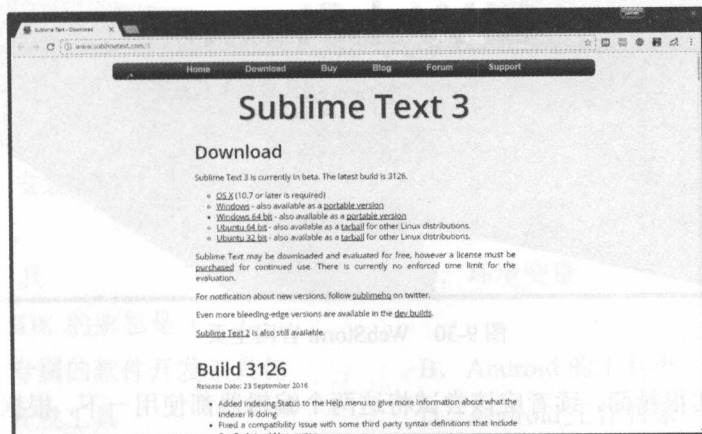 Sublime Text - Download
www.sublimetext.com/3
Home Download Buy Blog Forum Support
Sublime Text 3
Download
Sublime Text 3 is currently in beta. The latest build is 3126.
OS X (10.7 or later is required)
Windows - also available as a portable version
Windows 64 bit - also available as a portable version
Ubuntu 64 bit - also available as a tarball for other Linux distributions.
Ubuntu 32 bit - also available as a tarball for other Linux distributions.
Sublime Text may be downloaded and evaluated for free, however a license must be
purchased for continued use. There is currently no enforced time limit for the
evaluation.
For notification about new versions, follow sublimehq on twitter.
Even more bleeding-edge versions are available in the dev builds.
Sublime Text 2 is also still available.
Build 3126
Release Date: 23 September 2016
Added Indexing Status to the Help menu to give more information about what the
indexer is doing
Fixed a compatibility issue with some third party syntax definitions that include